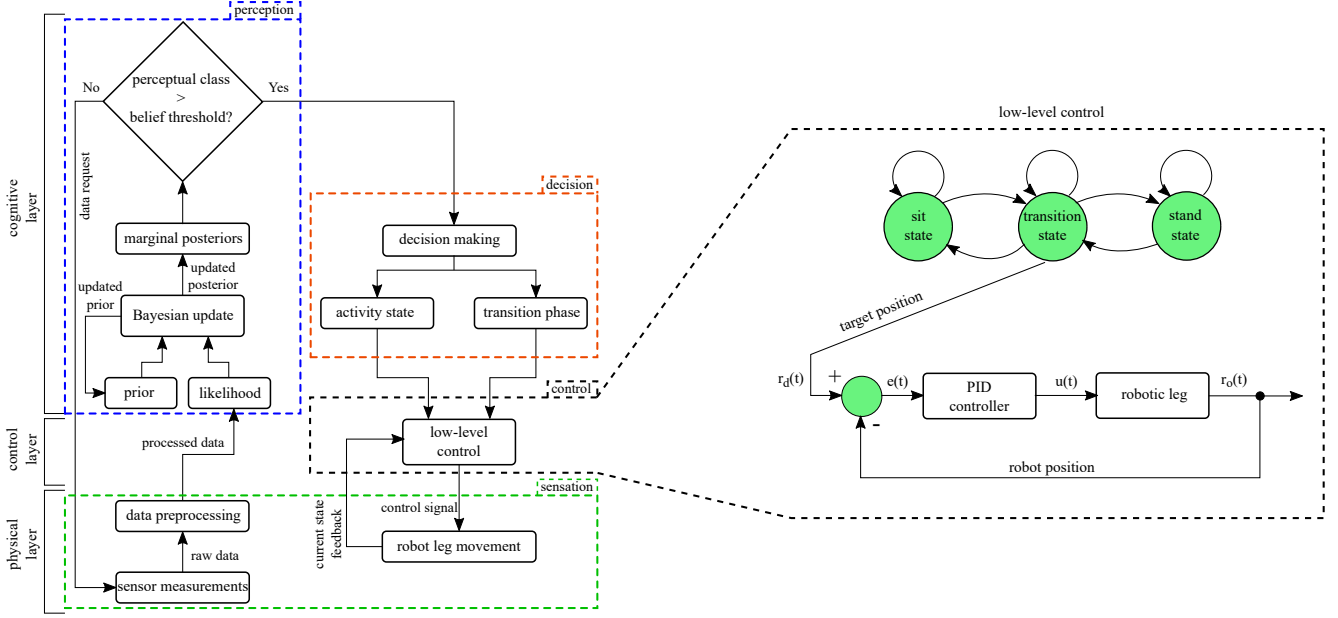 perception
No
Yes
perceptual class
>
belief threshold?
data request
cognitive
layer
marginal posteriors
updated
posterior
updated
prior
Bayesian update
prior
likelihood
decision
decision making
activity state
transition phase
control
low-level
control
control
layer
processed data
sensation
data preprocessing
raw data
sensor measurements
physical
layer
control signal
current state
feedback
robot leg movement
low-level control
sit
state
transition
state
stand
state
target position
r_d(t)
+
-
e(t)
PID
controller
u(t)
robotic leg
r_o(t)
robot position